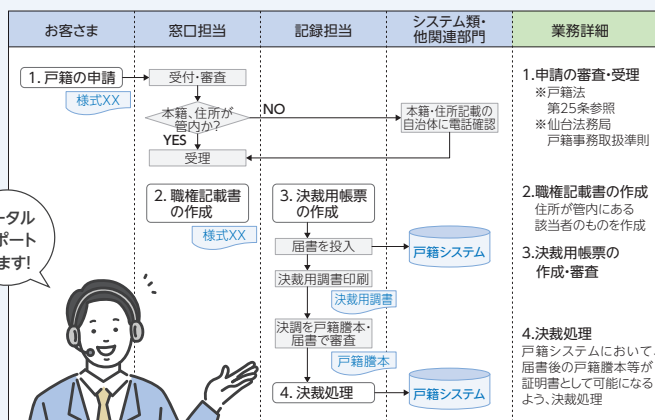 お客さま
窓口担当
記録担当
システム類・
他関連部門
業務詳細
1. 戸籍の申請
様式XX
受付・審査
本籍、住所が
管内か?
NO
YES
本籍・住所記載の
自治体に電話確認
受理
1.申請の審査・受理
※戸籍法
第25条参照
※仙台法務局
戸籍事務取扱準則
2. 職権記載書
の作成
様式XX
3. 決裁用帳票
の作成
届書を投入
戸籍システム
決裁用調書印刷
決裁用調書
決調を戸籍謄本・
届書で審査
戸籍謄本
4. 決裁処理
戸籍システム
2.職権記載書の作成
住所が管内にある
該当者のものを作成
3.決裁用帳票の
作成・審査
4.決裁処理
戸籍システムにおいて、
届書後の戸籍謄本等が
証明書として可能になる
よう、決裁処理
ータル
ポート
ます!